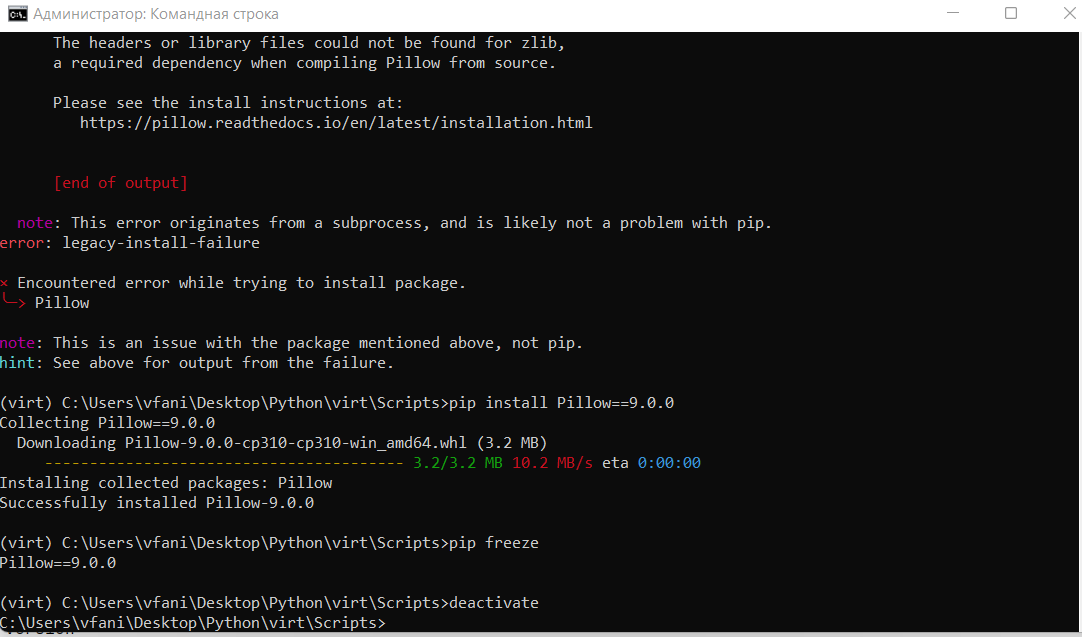 Администратор: Командная строка
The headers or library files could not be found for zlib,
a required dependency when compiling Pillow from source.
Please see the install instructions at:
https://pillow.readthedocs.io/en/latest/installation.html
[end of output]
note: This error originates from a subprocess, and is likely not a problem with pip.
error: legacy-install-failure
× Encountered error while trying to install package.
╰─> Pillow
note: This is an issue with the package mentioned above, not pip.
hint: See above for output from the failure.
(virt) C:\Users\vfani\Desktop\Python\virt\Scripts>pip install Pillow==9.0.0
Collecting Pillow==9.0.0
Downloading Pillow-9.0.0-cp310-cp310-win_amd64.whl (3.2 MB)
---------------------------------------- 3.2/3.2 MB 10.2 MB/s eta 0:00:00
Installing collected packages: Pillow
Successfully installed Pillow-9.0.0
(virt) C:\Users\vfani\Desktop\Python\virt\Scripts>pip freeze
Pillow==9.0.0
(virt) C:\Users\vfani\Desktop\Python\virt\Scripts>deactivate
C:\Users\vfani\Desktop\Python\virt\Scripts>